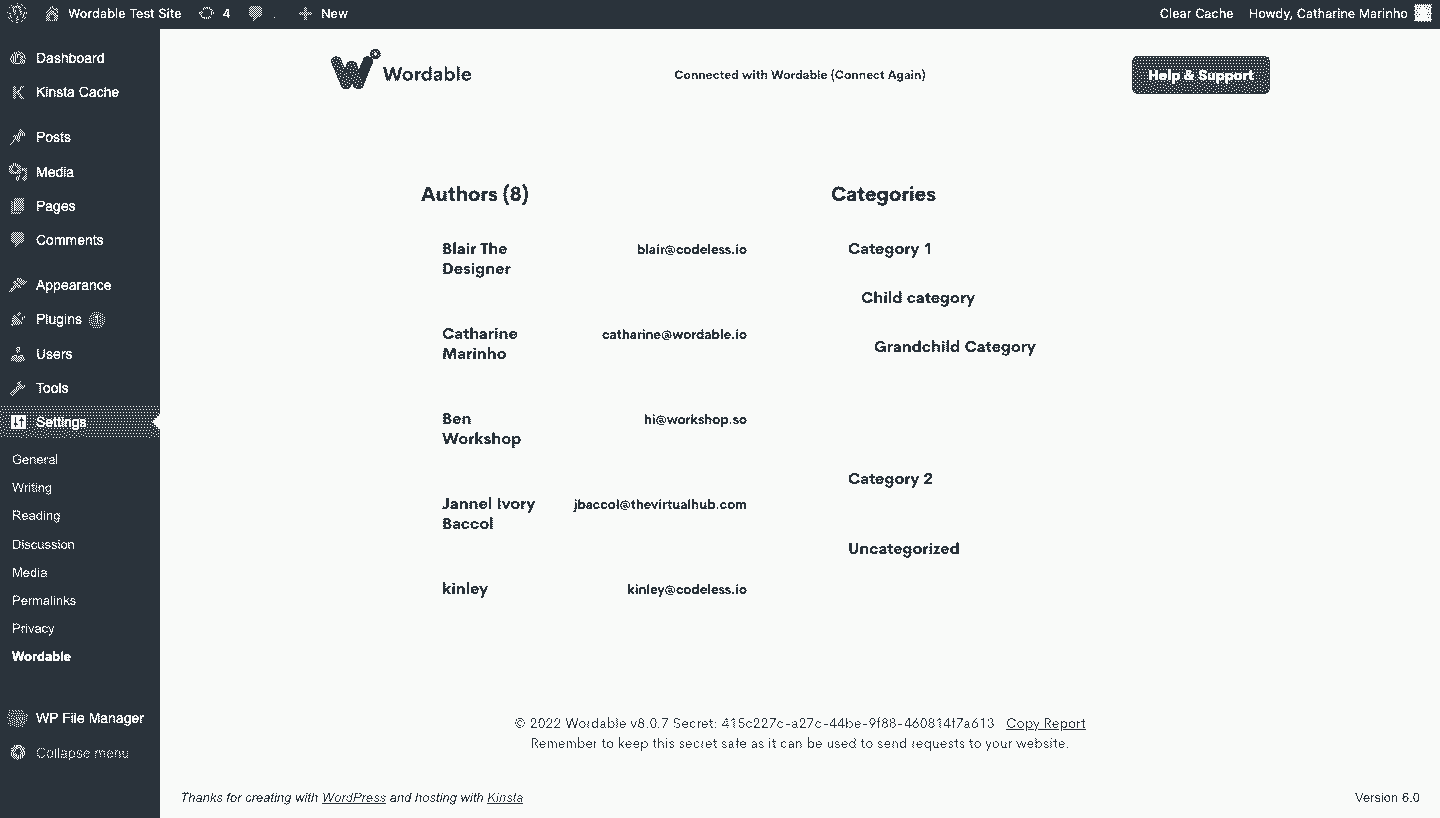 Wordable Test Site 4 New Clear Cache Howdy, Catharine Marinho
Dashboard
Kinsta Cache
Posts
Media
Pages
Comments
Appearance
Plugins 1
Users
Tools
Settings
General
Writing
Reading
Discussion
Media
Permalinks
Privacy
Wordable
WP File Manager
Collapse menu
Wordable
Connected with Wordable (Connect Again)
Help & Support
Authors (8)
Blair The
Designer
blair@codeless.io
Catharine
Marinho
catharine@wordable.io
Ben
Workshop
hi@workshop.so
Jannel Ivory
Baccol
jbaccol@thevirtualhub.com
kinley
kinley@codeless.io
Categories
Category 1
Child category
Grandchild Category
Category 2
Uncategorized
© 2022 Wordable v8.0.7 Secret: 415c227c-a27c-44be-9f88-460814f7a613 Copy Report
Remember to keep this secret safe as it can be used to send requests to your website.
Thanks for creating with WordPress and hosting with Kinsta
Version 6.0